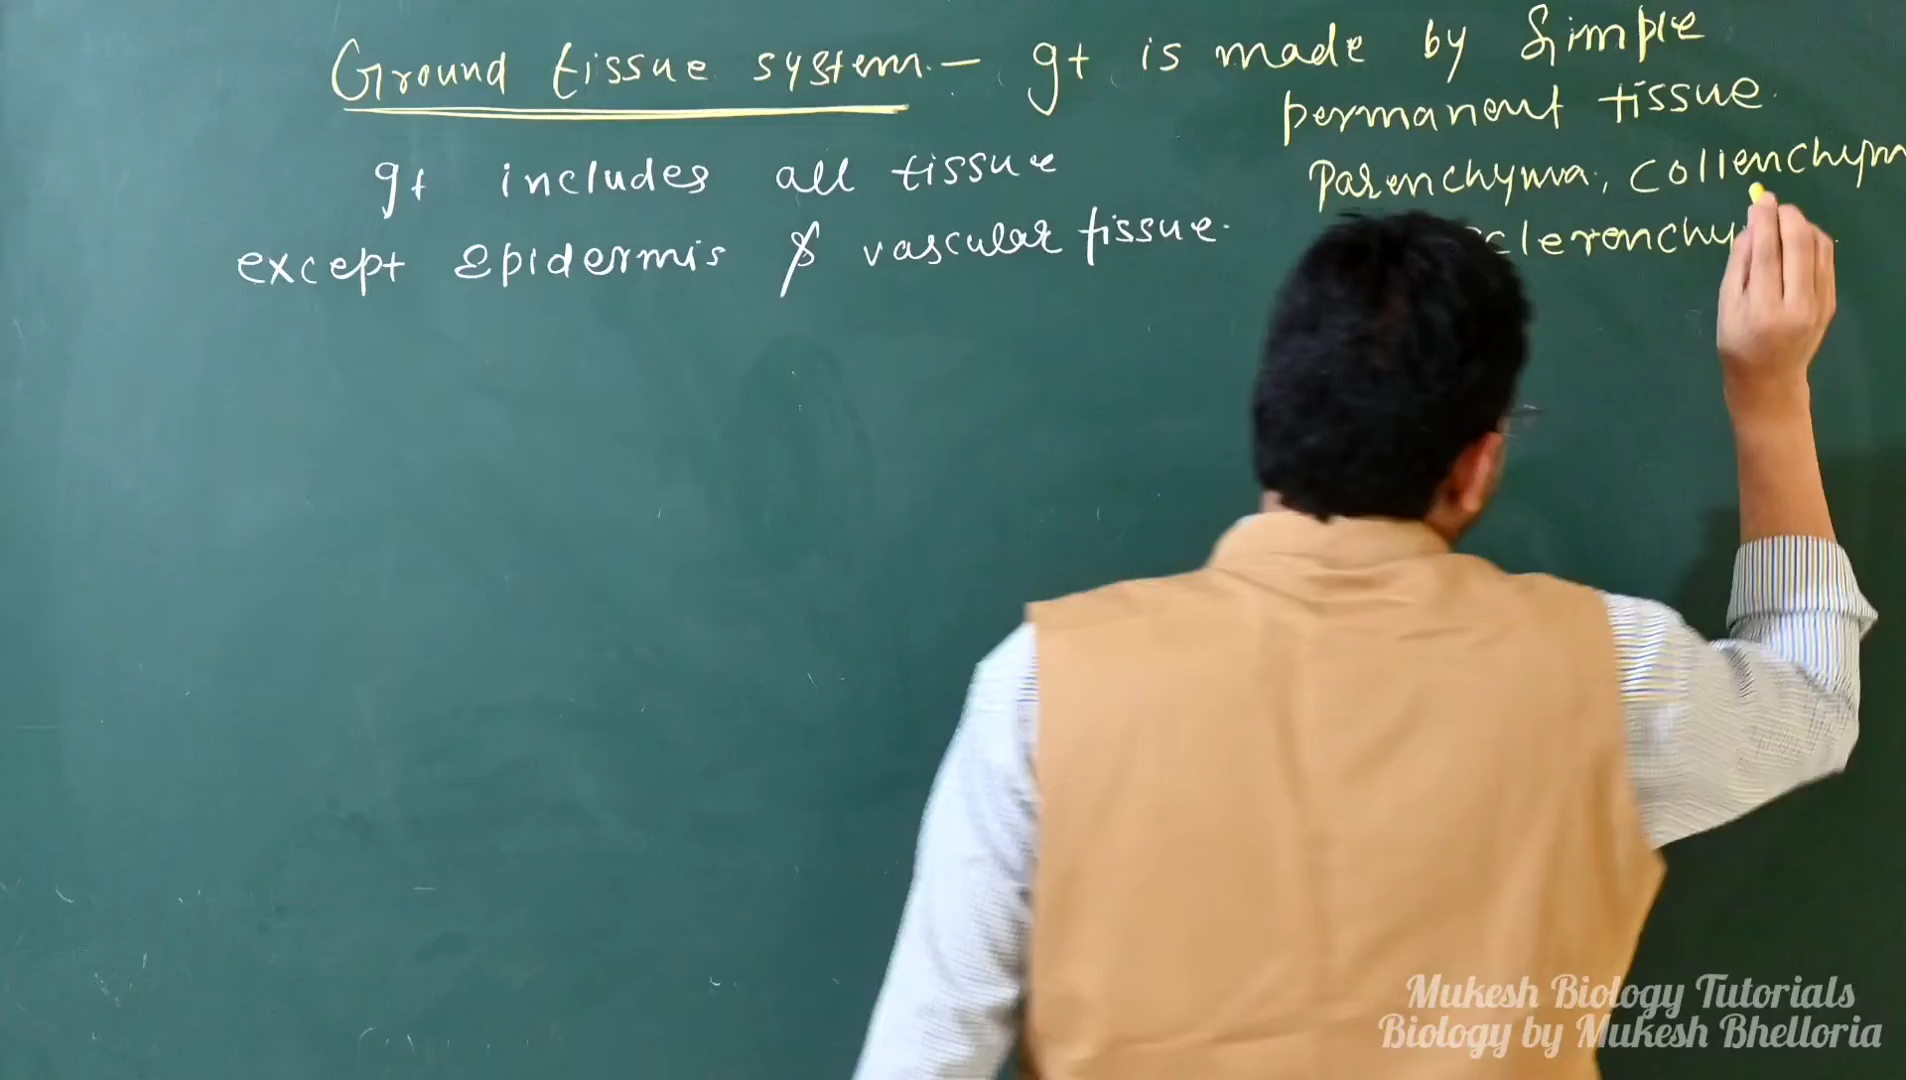 Ground tissue system. — gt is made by Simple
permanent tissue
Parenchyma, collenchym
sclerenchy
gt includes all tissue
except Epidermis & vascular tissue.
Mukesh Biology Tutorials
Biology by Mukesh Bhelloria